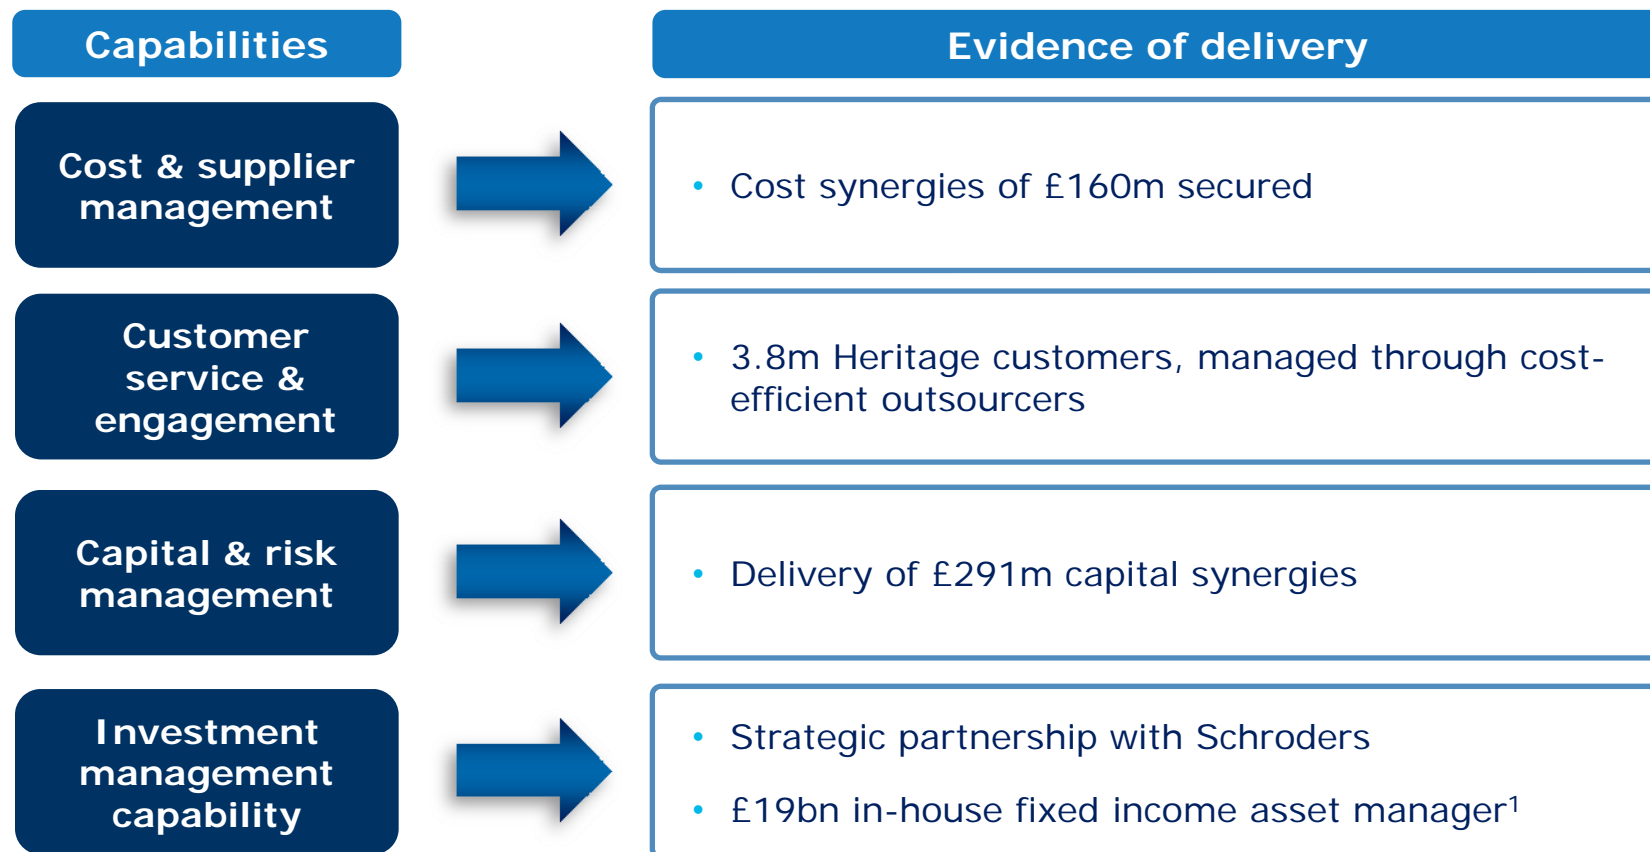 Capabilities
Evidence of delivery
Cost & supplier
management
• Cost synergies of £160m secured
Customer
service &
engagement
• 3.8m Heritage customers, managed through cost-
efficient outsourcers
Capital & risk
management
• Delivery of £291m capital synergies
Investment
management
capability
• Strategic partnership with Schroders
• £19bn in-house fixed income asset manager¹